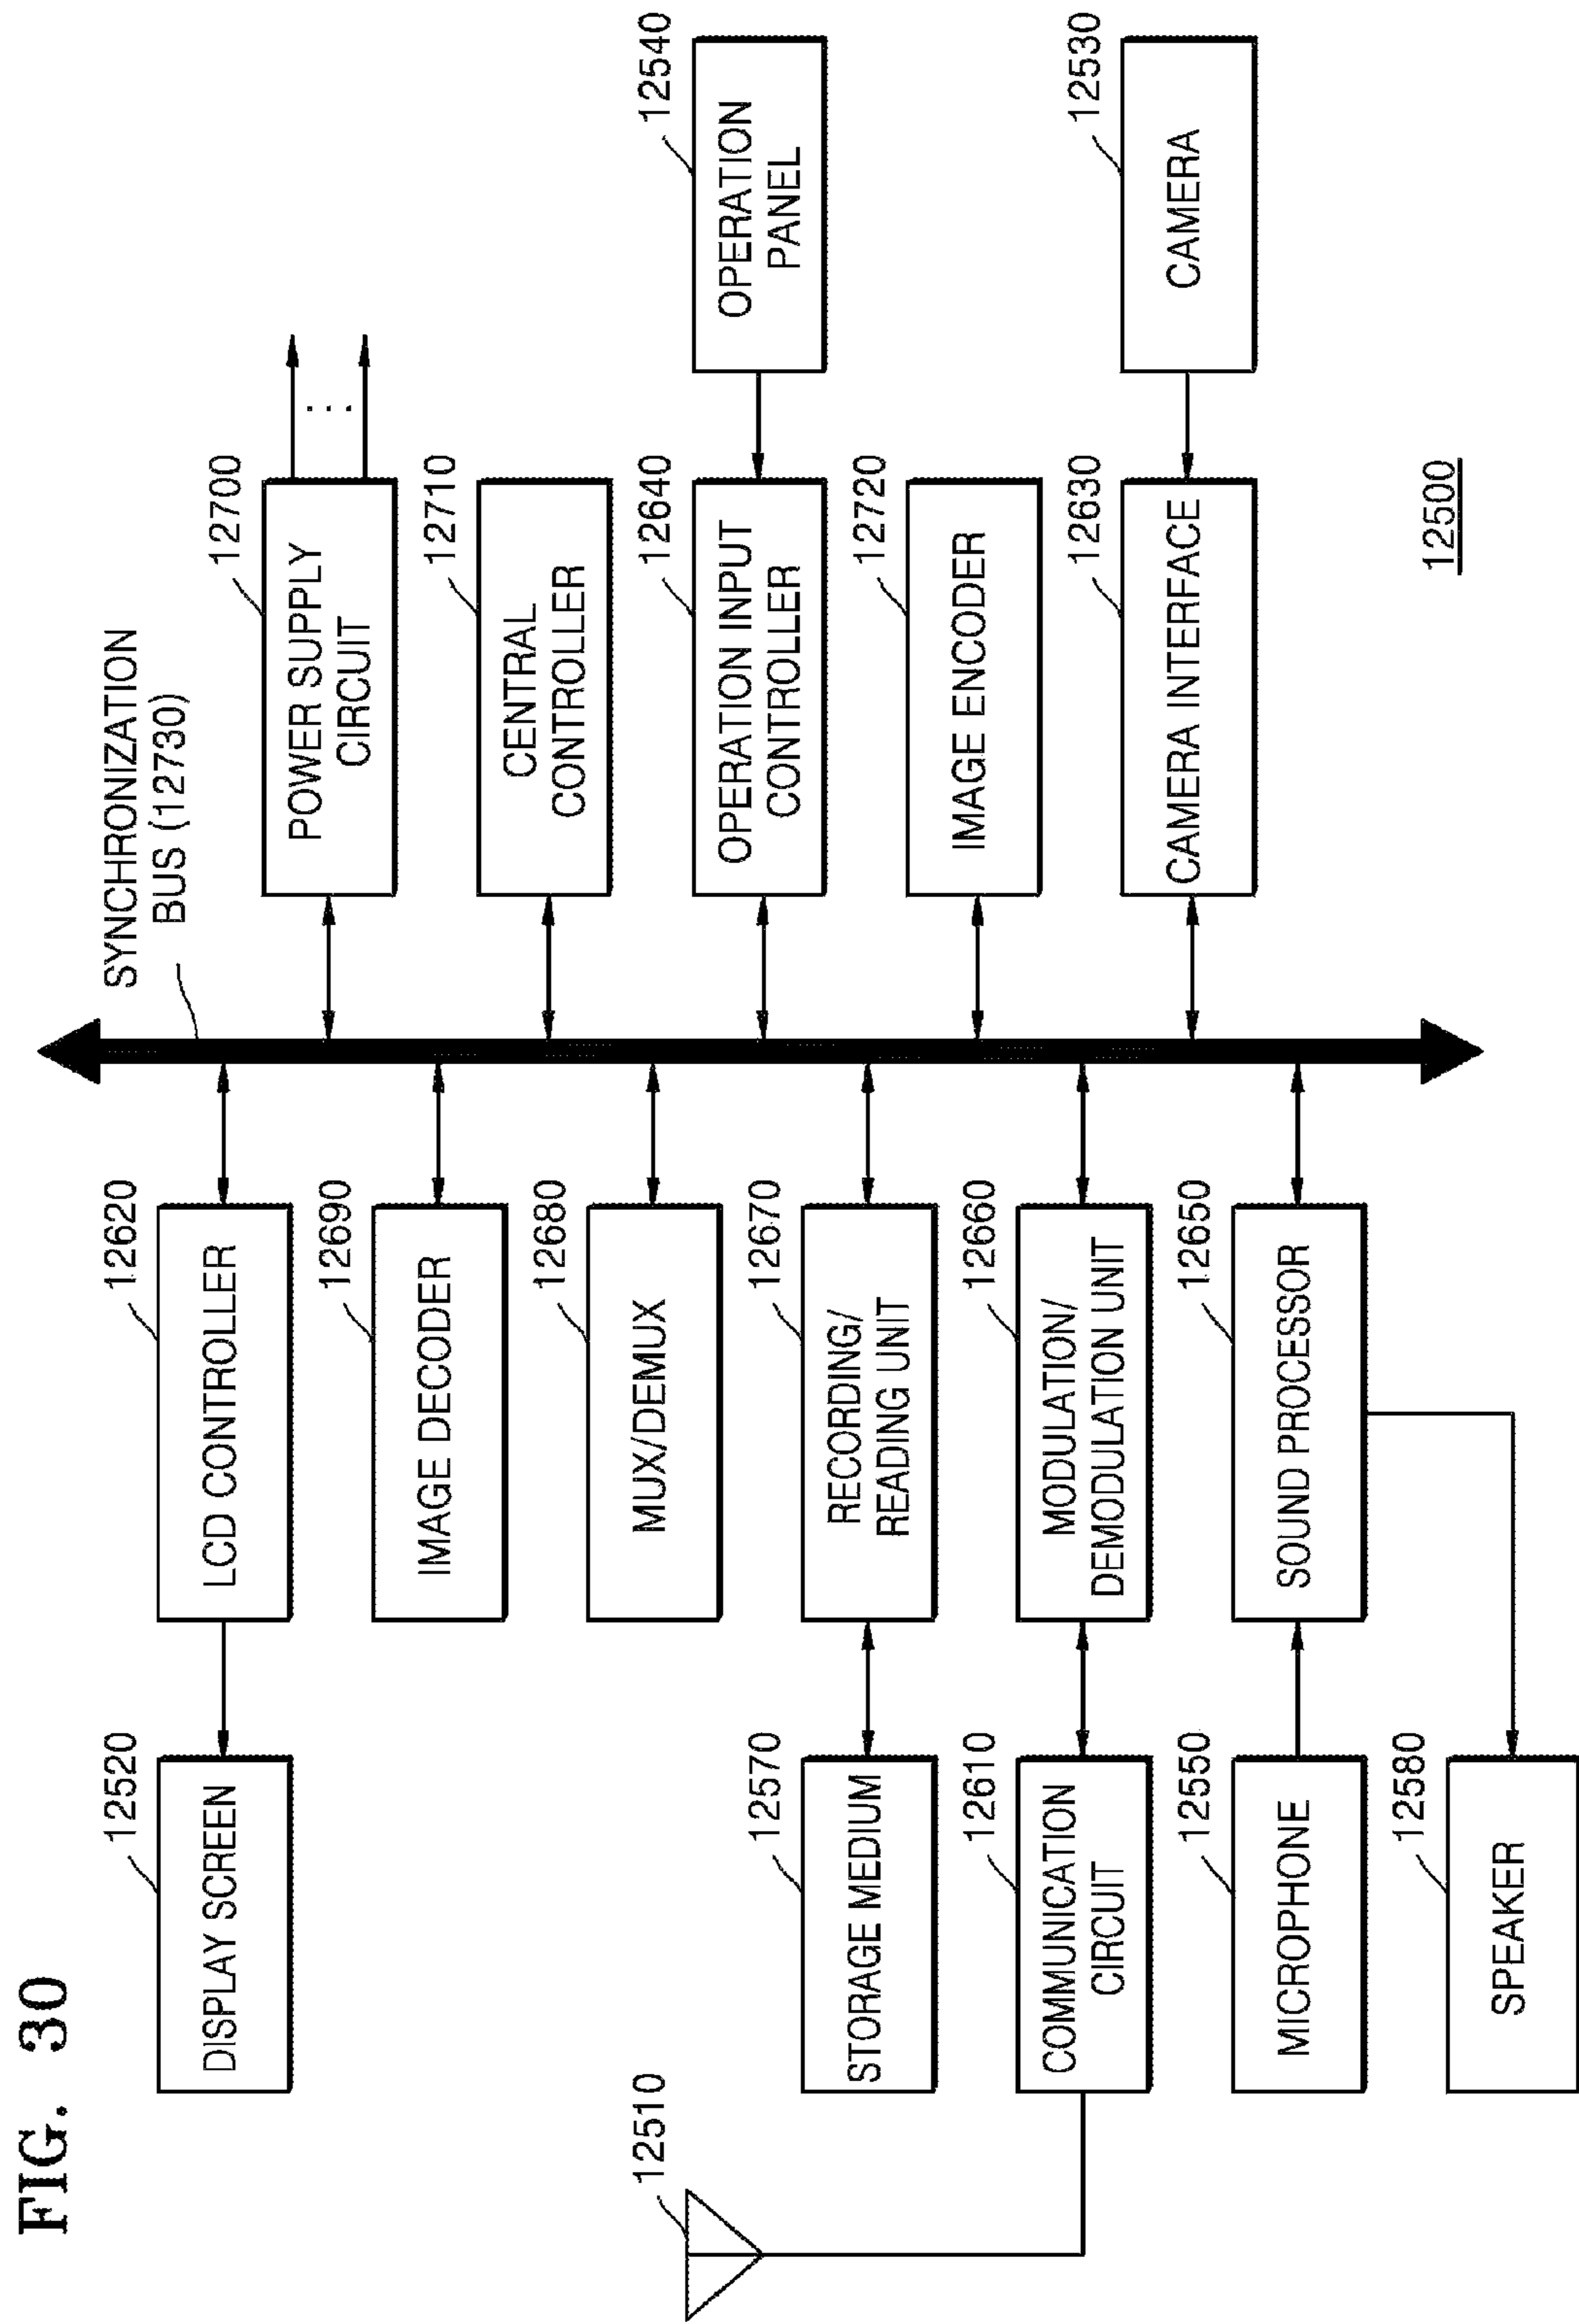 FIG. 30
12510
12520
DISPLAY SCREEN
12620
LCD CONTROLLER
12690
IMAGE DECODER
12680
MUX/DEMUX
12570
STORAGE MEDIUM
12670
RECORDING/
READING UNIT
12610
COMMUNICATION
CIRCUIT
12660
MODULATION/
DEMODULATION UNIT
12550
MICROPHONE
12650
SOUND PROCESSOR
12580
SPEAKER
SYNCHRONIZATION
BUS (12730)
12700
POWER SUPPLY
CIRCUIT
12710
CENTRAL
CONTROLLER
12640
OPERATION INPUT
CONTROLLER
12540
OPERATION
PANEL
12720
IMAGE ENCODER
12630
CAMERA INTERFACE
12530
CAMERA
12500